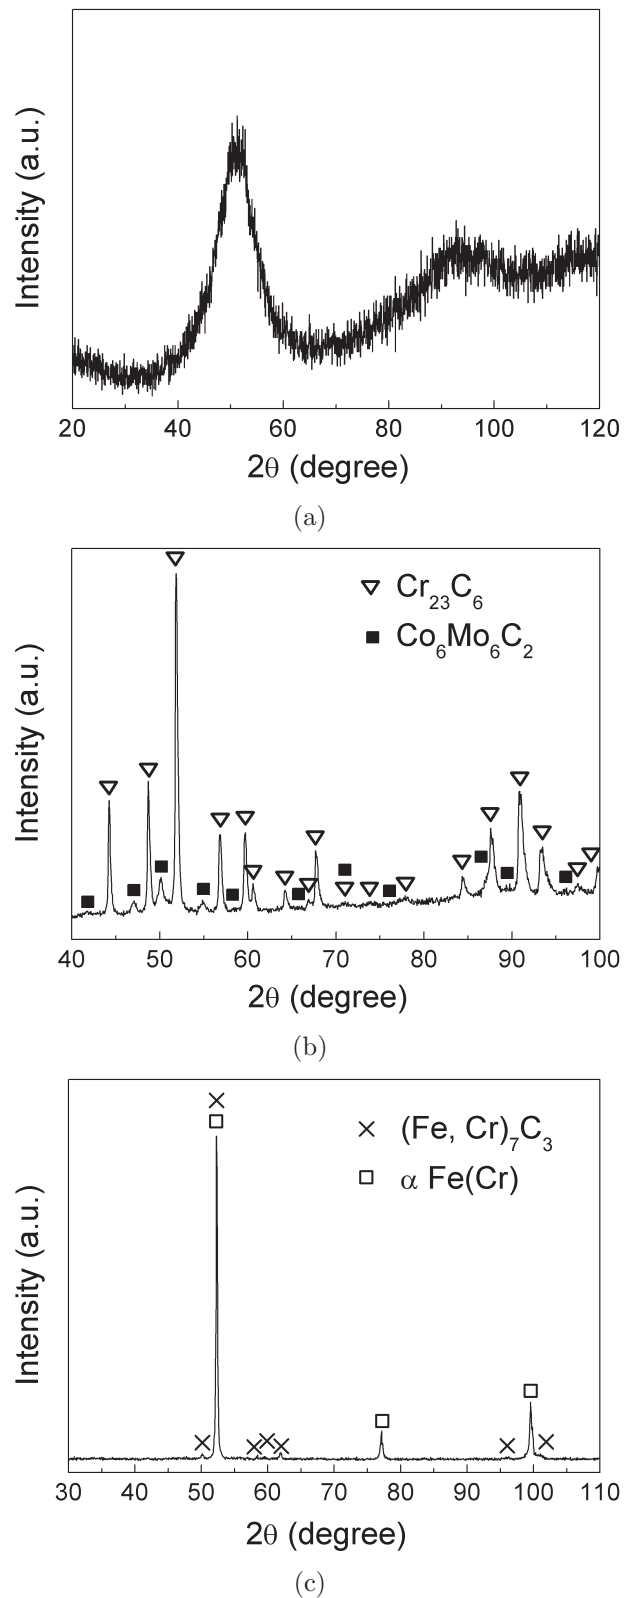 Intensity (a.u.)
20 40 60 80 100 120
2θ (degree)
(a)
Cr23C6
Co6Mo6C2
Intensity (a.u.)
40 50 60 70 80 90 100
2θ (degree)
(b)
(Fe, Cr)7C3
α Fe(Cr)
Intensity (a.u.)
30 40 50 60 70 80 90 100 110
2θ (degree)
(c)